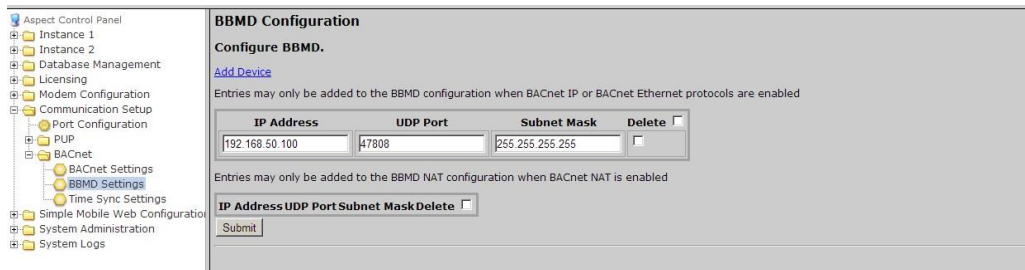 Aspect Control Panel
Instance 1
Instance 2
Database Management
Licensing
Modem Configuration
Communication Setup
Port Configuration
PUP
BACnet
BACnet Settings
BBMD Settings
Time Sync Settings
Simple Mobile Web Configuration
System Administration
System Logs
BBMD Configuration
Configure BBMD.
Add Device
Entries may only be added to the BBMD configuration when BACnet IP or BACnet Ethernet protocols are enabled
IP Address UDP Port Subnet Mask Delete
192.168.50.100 47808 255.255.255.255
Entries may only be added to the BBMD NAT configuration when BACnet NAT is enabled
IP Address UDP Port Subnet Mask Delete
Submit